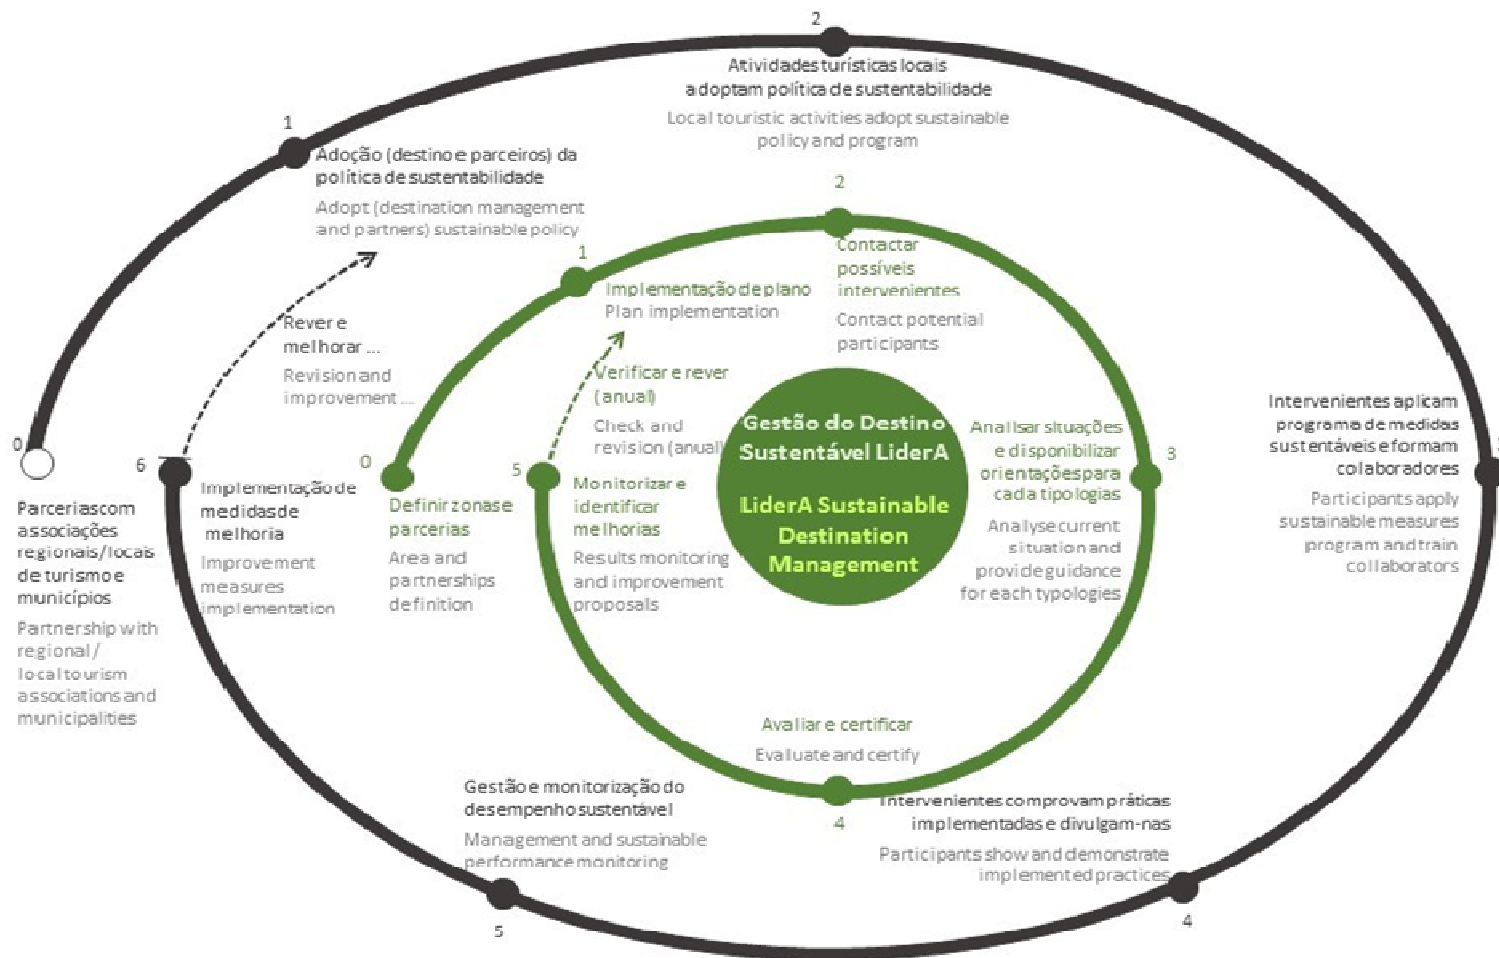 2
Atividades turísticas locais
adoptam política de sustentabilidade
Local touristic activities adopt sustainable
policy and program
1
Adoção (destino e parceiros) da
política de sustentabilidade
Adopt (destination management
and partners) sustainable policy
2
Contactar
possíveis
intervenientes
Contact potential
participants
1
Implementação de plano
Plan implementation
Rever e
melhorar ...
Revision and
improvement ...
Verificar e rever
(anual)
Check and
revision (anual)
Gestão do Destino
Sustentável LiderA
LiderA Sustainable
Destination
Management
Analisar situações
e disponibilizar
orientações para
cada tipologias
Analyse current
situation and
provide guidance
for each typologies
3
Intervenientes aplicam
programa de medidas
sustentáveis e formam
colaboradores
Participants apply
sustainable measures
program and train
collaborators
0
Parcerias com
associações
regionais/locais
de turismo e
municípios
Partnership with
regional /
local tourism
associations and
municipalities
6
Implementação de
medidas de
melhoria
Improvement
measures
implementation
0
Definir zonas e
parcerias
Area and
partnerships
definition
5
Monitorizar e
identificar
melhorias
Results monitoring
and improvement
proposals
Avaliar e certificar
Evaluate and certify
4
Gestão e monitorização do
desempenho sustentável
Management and sustainable
performance monitoring
5
Intervenientes comprovam práticas
implementadas e divulgam-nas
Participants show and demonstrate
implemented practices
4